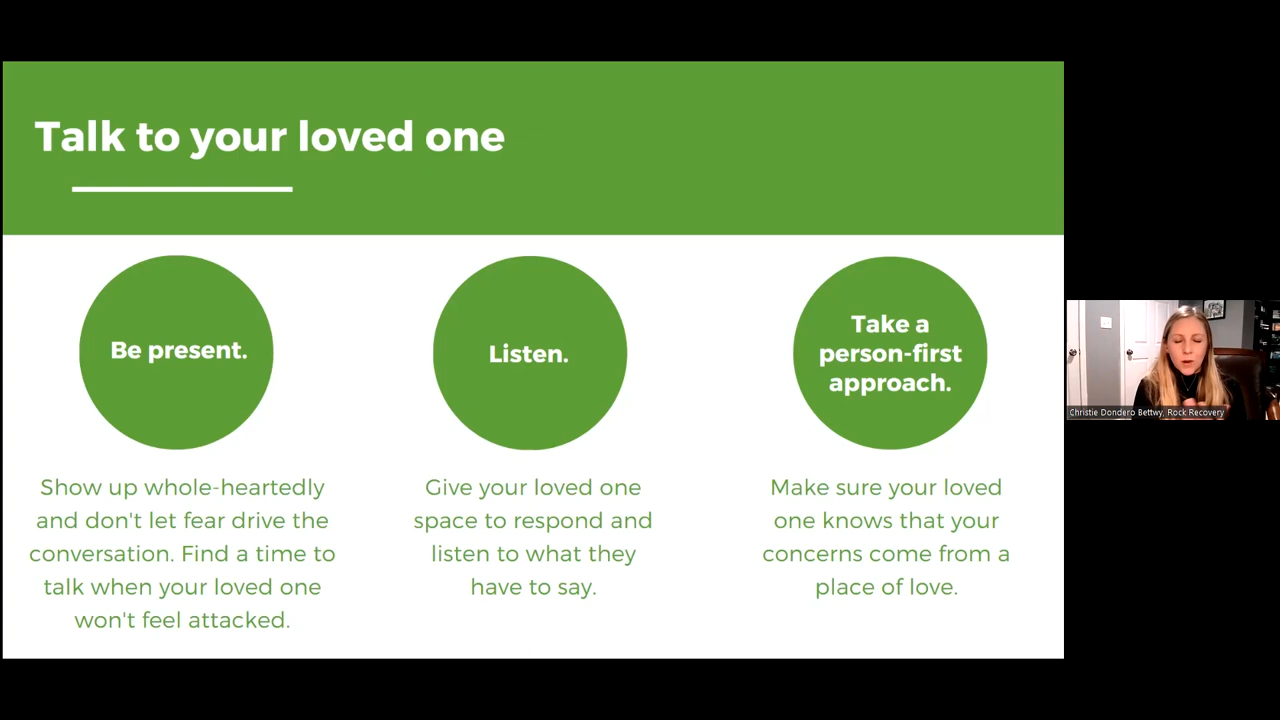 Talk to your loved one
Be present.
Listen.
Take a
person-first
approach.
Show up whole-heartedly
and don't let fear drive the
conversation. Find a time to
talk when your loved one
won't feel attacked.
Give your loved one
space to respond and
listen to what they
have to say.
Make sure your loved
one knows that your
concerns come from a
place of love.
Christie Dondero Bettwy, Rock Recovery